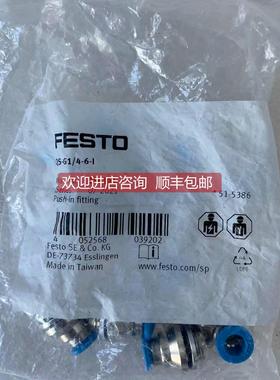 FESTO
QS-G1/4-6-I
欢迎进店咨询 顺丰包邮
Push-in fitting
51-5386
4 052568 039202
Festo SE & Co. KG
DE-73734 Esslingen
Made in Taiwan
www.festo.com/sp
LDPE